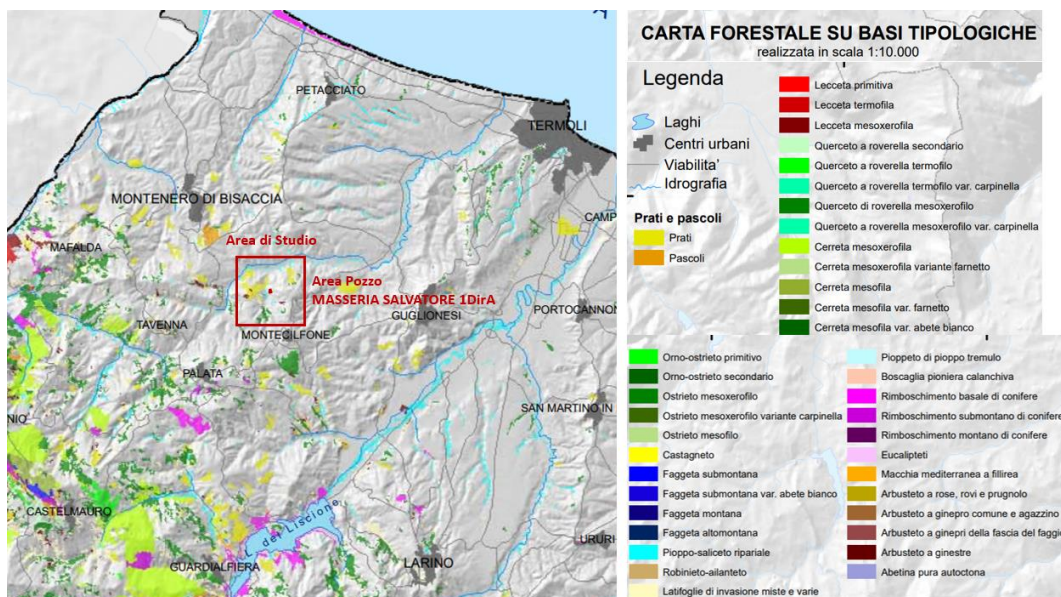 PETACCIATO
TERMOLI
MONTENERO DI BISACCIA
CAMP
MAFALDA
Area di Studio
Area Pozzo
MASSERIA SALVATORE 1DirA
GUGLIONESI
PORTOCANNON
TAVENNA
MONTECILFONE
PALATA
NIO
SAN MARTINO IN
CASTELMAURO
L. del Liscione
URURI
GUARDIALFIERA
LARINO
CARTA FORESTALE SU BASI TIPOLOGICHE
realizzata in scala 1:10.000
Legenda
Laghi
Centri urbani
Viabilita'
Idrografia
Prati e pascoli
Prati
Pascoli
Lecceta primitiva
Lecceta termofila
Lecceta mesoxerofila
Querceto a roverella secondario
Querceto a roverella termofilo
Querceto a roverella termofilo var. carpinella
Querceto di roverella mesoxerofilo
Querceto a roverella mesoxerofilo var. carpinella
Cerreta mesoxerofila
Cerreta mesoxerofila variante farnetto
Cerreta mesofila
Cerreta mesofila var. farnetto
Cerreta mesofila var. abete bianco
Orno-ostrieto primitivo
Orno-ostrieto secondario
Ostrieto mesoxerofilo
Ostrieto mesoxerofilo variante carpinella
Ostrieto mesofilo
Castagneto
Faggeta submontana
Faggeta submontana var. abete bianco
Faggeta montana
Faggeta altomontana
Pioppo-saliceto ripariale
Robinieto-ailanteto
Latifoglie di invasione miste e varie
Pioppeto di pioppo tremulo
Boscaglia pioniera calanchiva
Rimboschimento basale di conifere
Rimboschimento submontano di conifere
Rimboschimento montano di conifere
Eucalipteti
Macchia mediterranea a fillirea
Arbusteto a rose, rovi e prugnolo
Arbusteto a ginepro comune e agazzino
Arbusteto a ginepri della fascia del faggio
Arbusteto a ginestre
Abetina pura autoctona